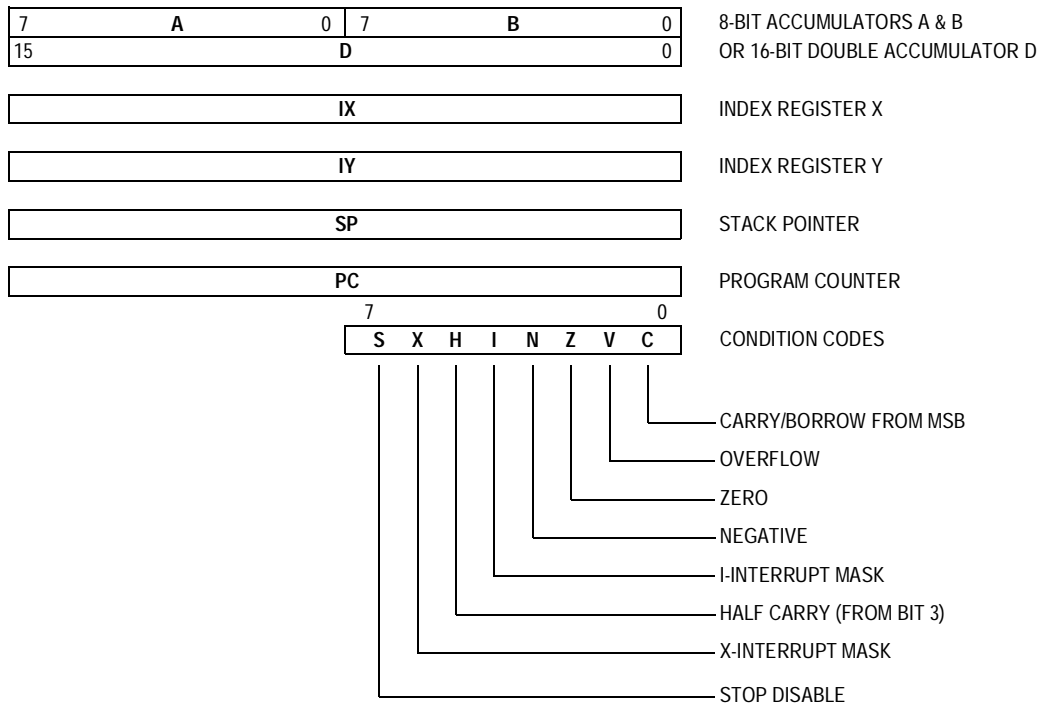 7 A 0 7 B 0 8-BIT ACCUMULATORS A & B
15 D 0 OR 16-BIT DOUBLE ACCUMULATOR D
IX INDEX REGISTER X
IY INDEX REGISTER Y
SP STACK POINTER
PC PROGRAM COUNTER
7 0
S X H I N Z V C CONDITION CODES
CARRY/BORROW FROM MSB
OVERFLOW
ZERO
NEGATIVE
I-INTERRUPT MASK
HALF CARRY (FROM BIT 3)
X-INTERRUPT MASK
STOP DISABLE